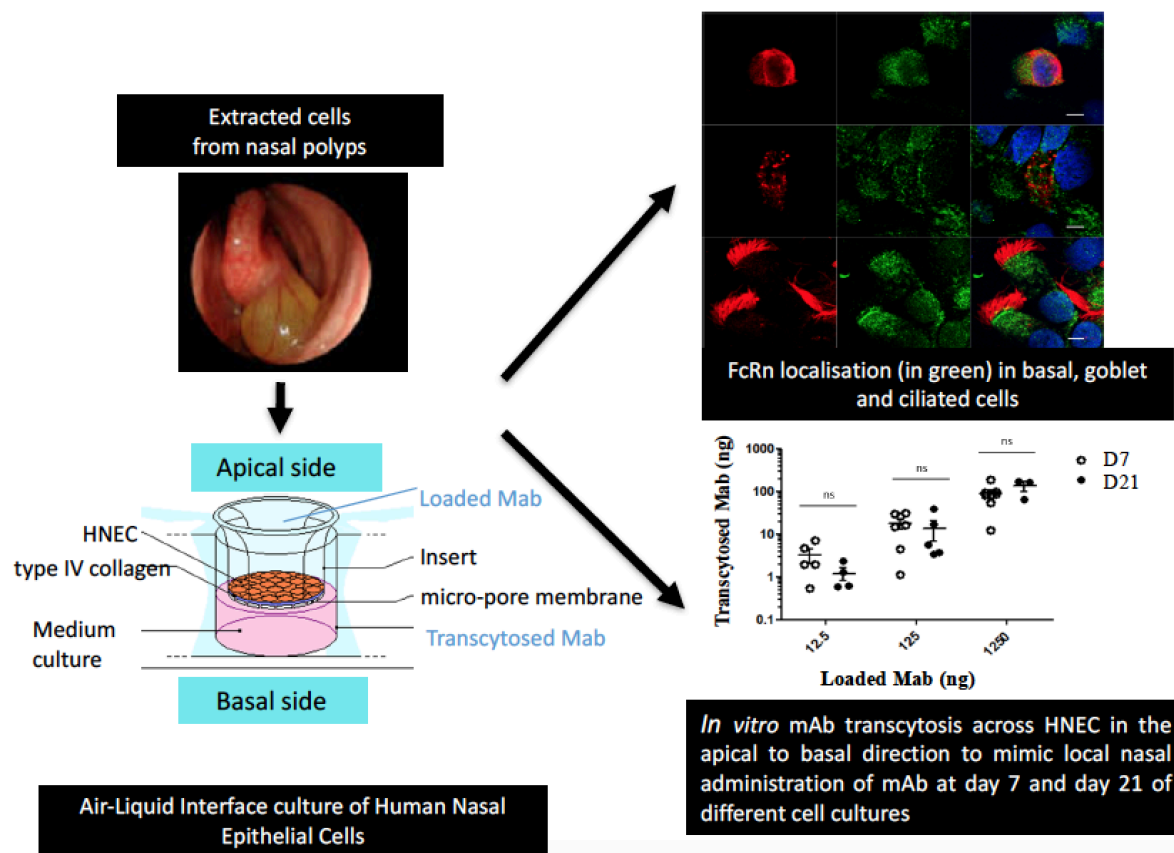 Extracted cells
from nasal polyps
Apical side
Loaded Mab
HNEC
type IV collagen
Insert
micro-pore membrane
Medium
culture
Transcytosed Mab
Basal side
Air-Liquid Interface culture of Human Nasal
Epithelial Cells
FcRn localisation (in green) in basal, goblet
and ciliated cells
Transcytosed Mab (ng)
1000
100
10
1
0.1
ns
ns
ns
D7
D21
12.5
125
1250
Loaded Mab (ng)
In vitro mAb transcytosis across HNEC in the
apical to basal direction to mimic local nasal
administration of mAb at day 7 and day 21 of
different cell cultures